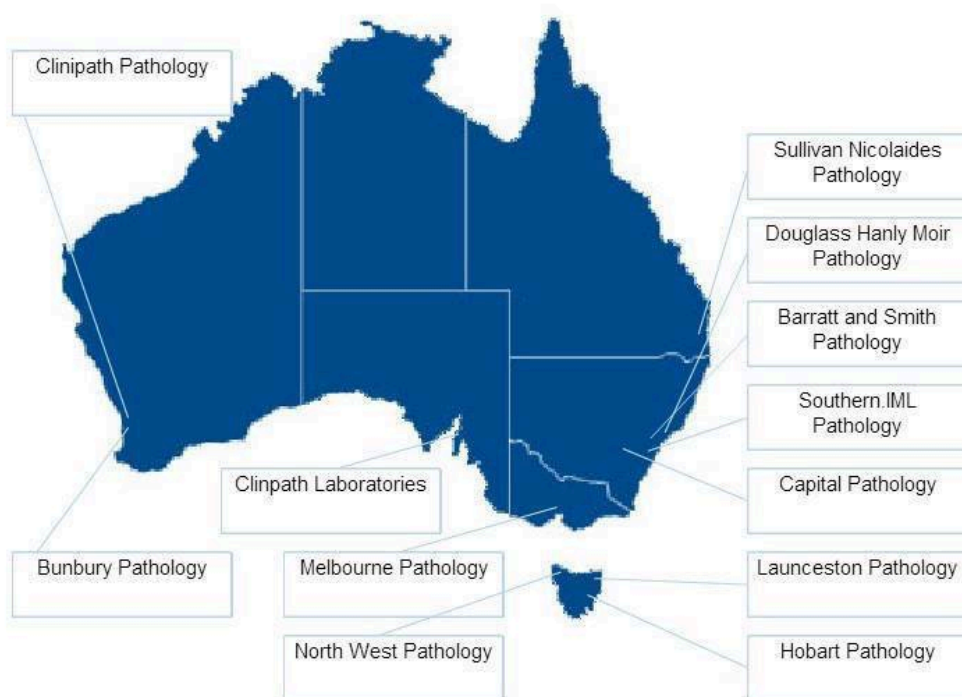 Clinipath Pathology
Sullivan Nicolaides
Pathology
Douglass Hanly Moir
Pathology
Barratt and Smith
Pathology
Southern.IML
Pathology
Clinpath Laboratories
Capital Pathology
Bunbury Pathology
Melbourne Pathology
Launceston Pathology
North West Pathology
Hobart Pathology